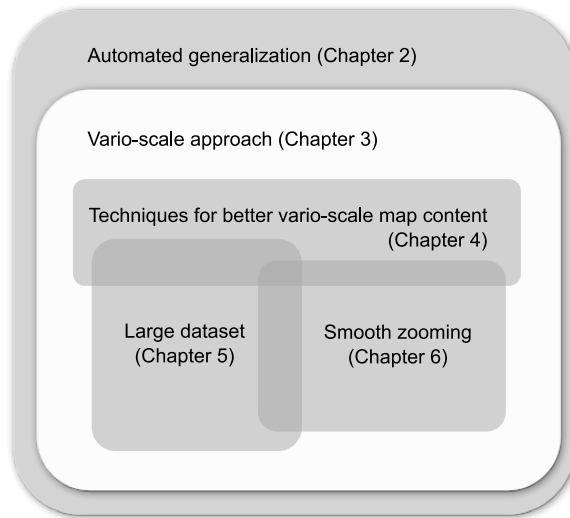 Automated generalization (Chapter 2)
Vario-scale approach (Chapter 3)
Techniques for better vario-scale map content
(Chapter 4)
Large dataset
(Chapter 5)
Smooth zooming
(Chapter 6)